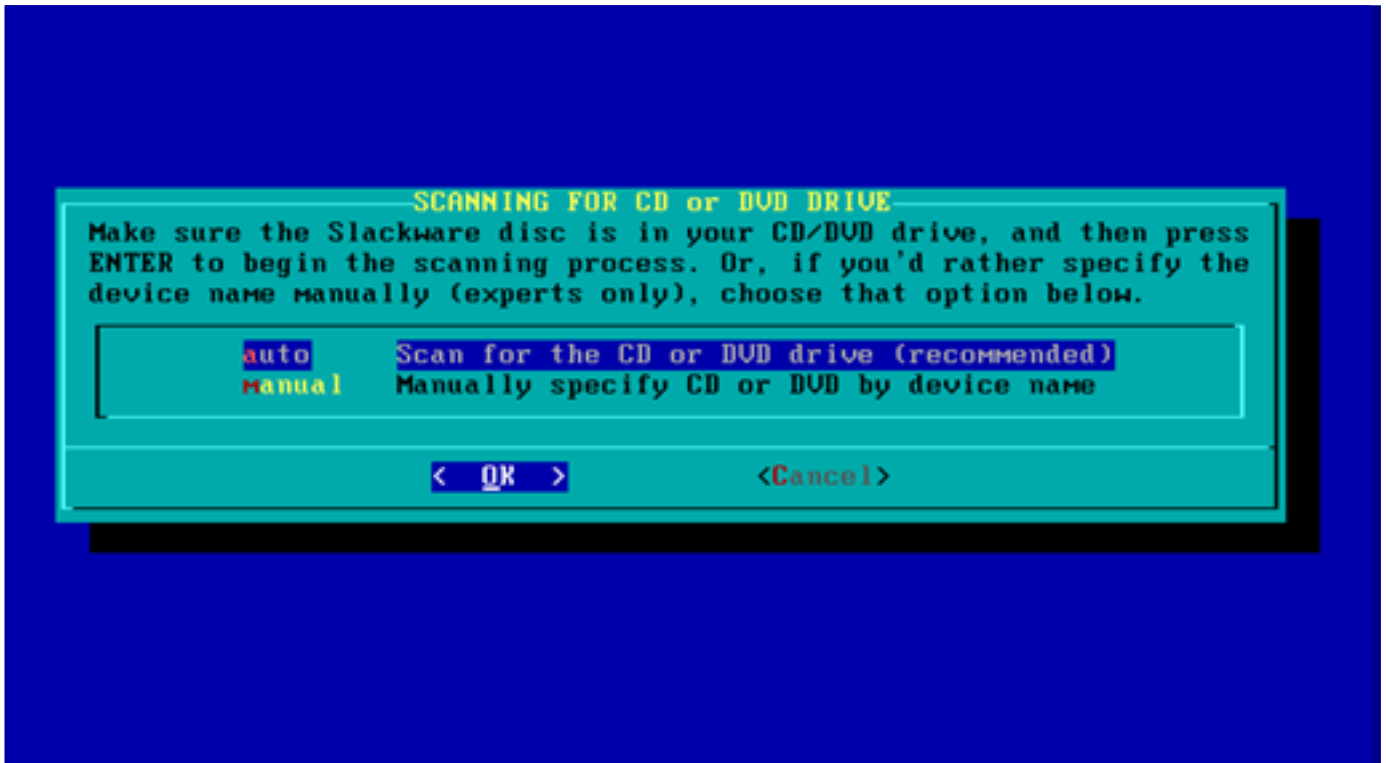 SCANNING FOR CD or DVD DRIVE
Make sure the Slackware disc is in your CD/DVD drive, and then press
ENTER to begin the scanning process. Or, if you'd rather specify the
device name manually (experts only), choose that option below.
auto Scan for the CD or DVD drive (recommended)
manual Manually specify CD or DVD by device name
< OK > <Cancel>